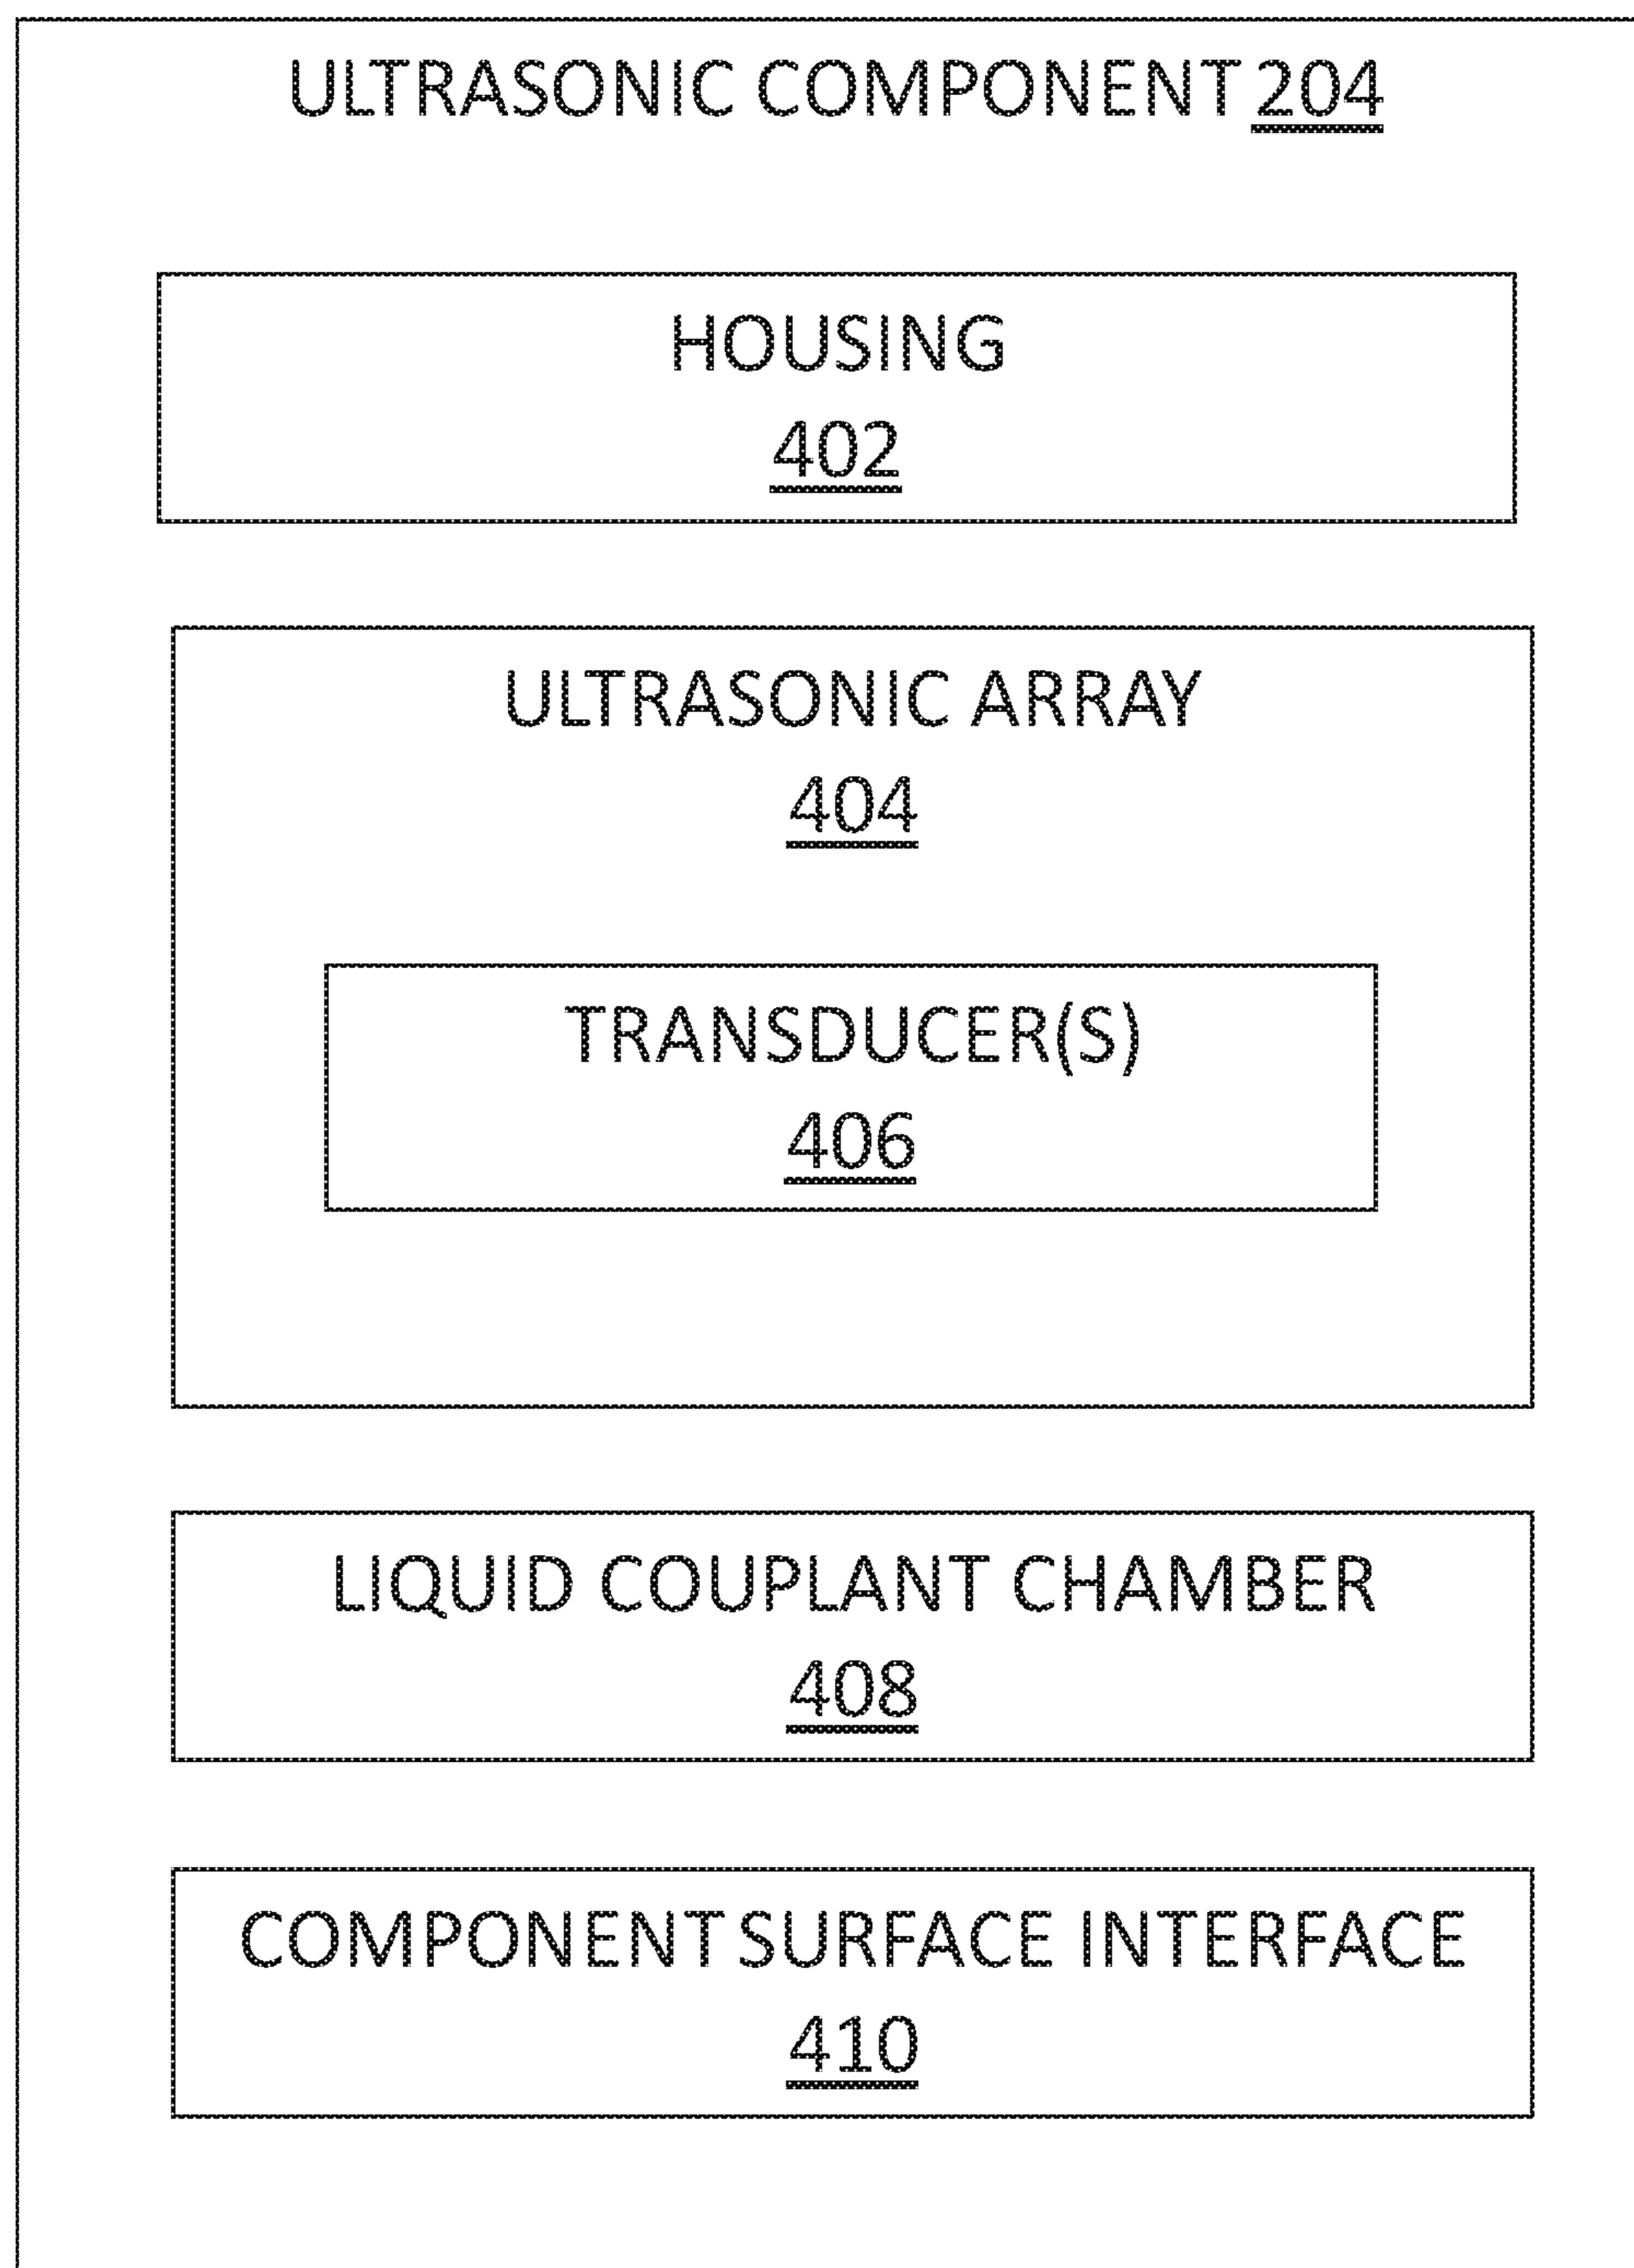 ULTRASONIC COMPONENT 204
HOUSING
402
ULTRASONIC ARRAY
404
TRANSDUCER(S)
406
LIQUID COUPLANT CHAMBER
408
COMPONENT SURFACE INTERFACE
410